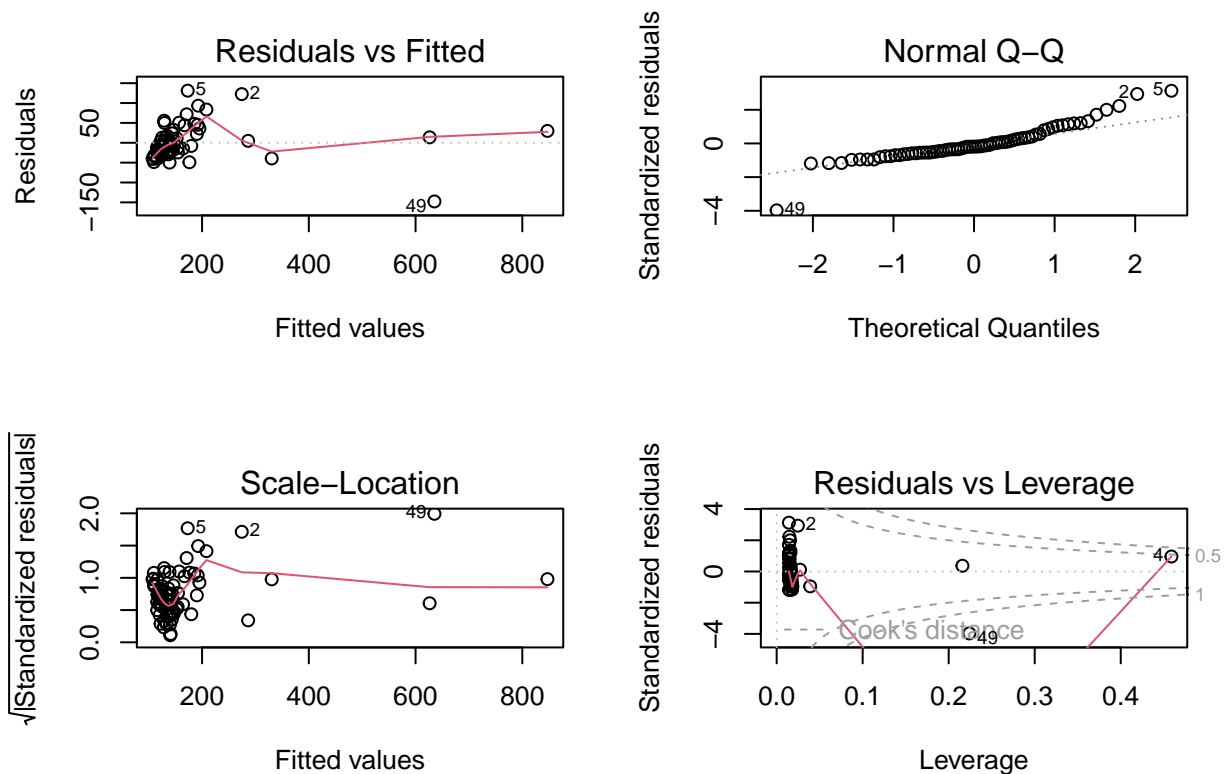 Residuals vs Fitted
Residuals
50
−150
5
2
49
200 400 600 800
Fitted values
Normal Q−Q
Standardized residuals
0
−4
2
5
49
−2 −1 0 1 2
Theoretical Quantiles
Scale−Location
√|Standardized residuals|
2.0
1.0
0.0
5
2
49
200 400 600 800
Fitted values
Residuals vs Leverage
Standardized residuals
4
0
−4
2
4
0.5
1
Cook's distance
49
0.0 0.1 0.2 0.3 0.4
Leverage